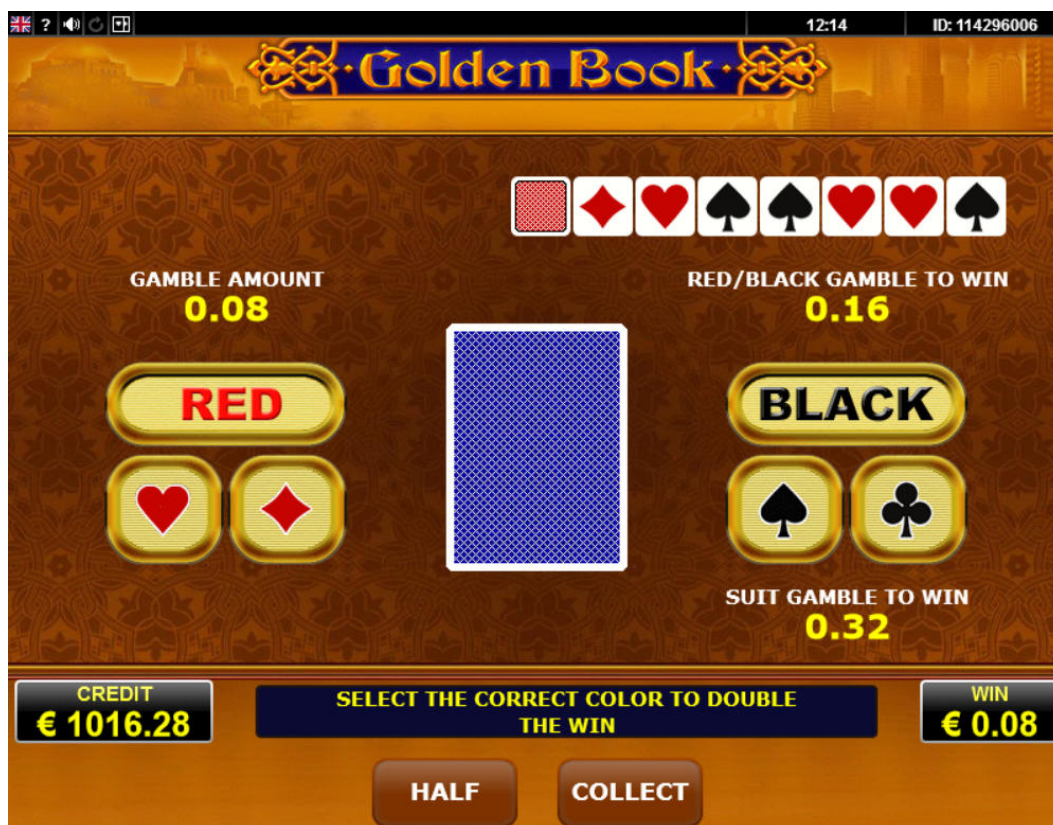 ? 12:14 ID: 114296006
·Golden Book·
GAMBLE AMOUNT
0.08
RED/BLACK GAMBLE TO WIN
0.16
RED
BLACK
SUIT GAMBLE TO WIN
0.32
CREDIT
€ 1016.28
SELECT THE CORRECT COLOR TO DOUBLE
THE WIN
WIN
€ 0.08
HALF
COLLECT